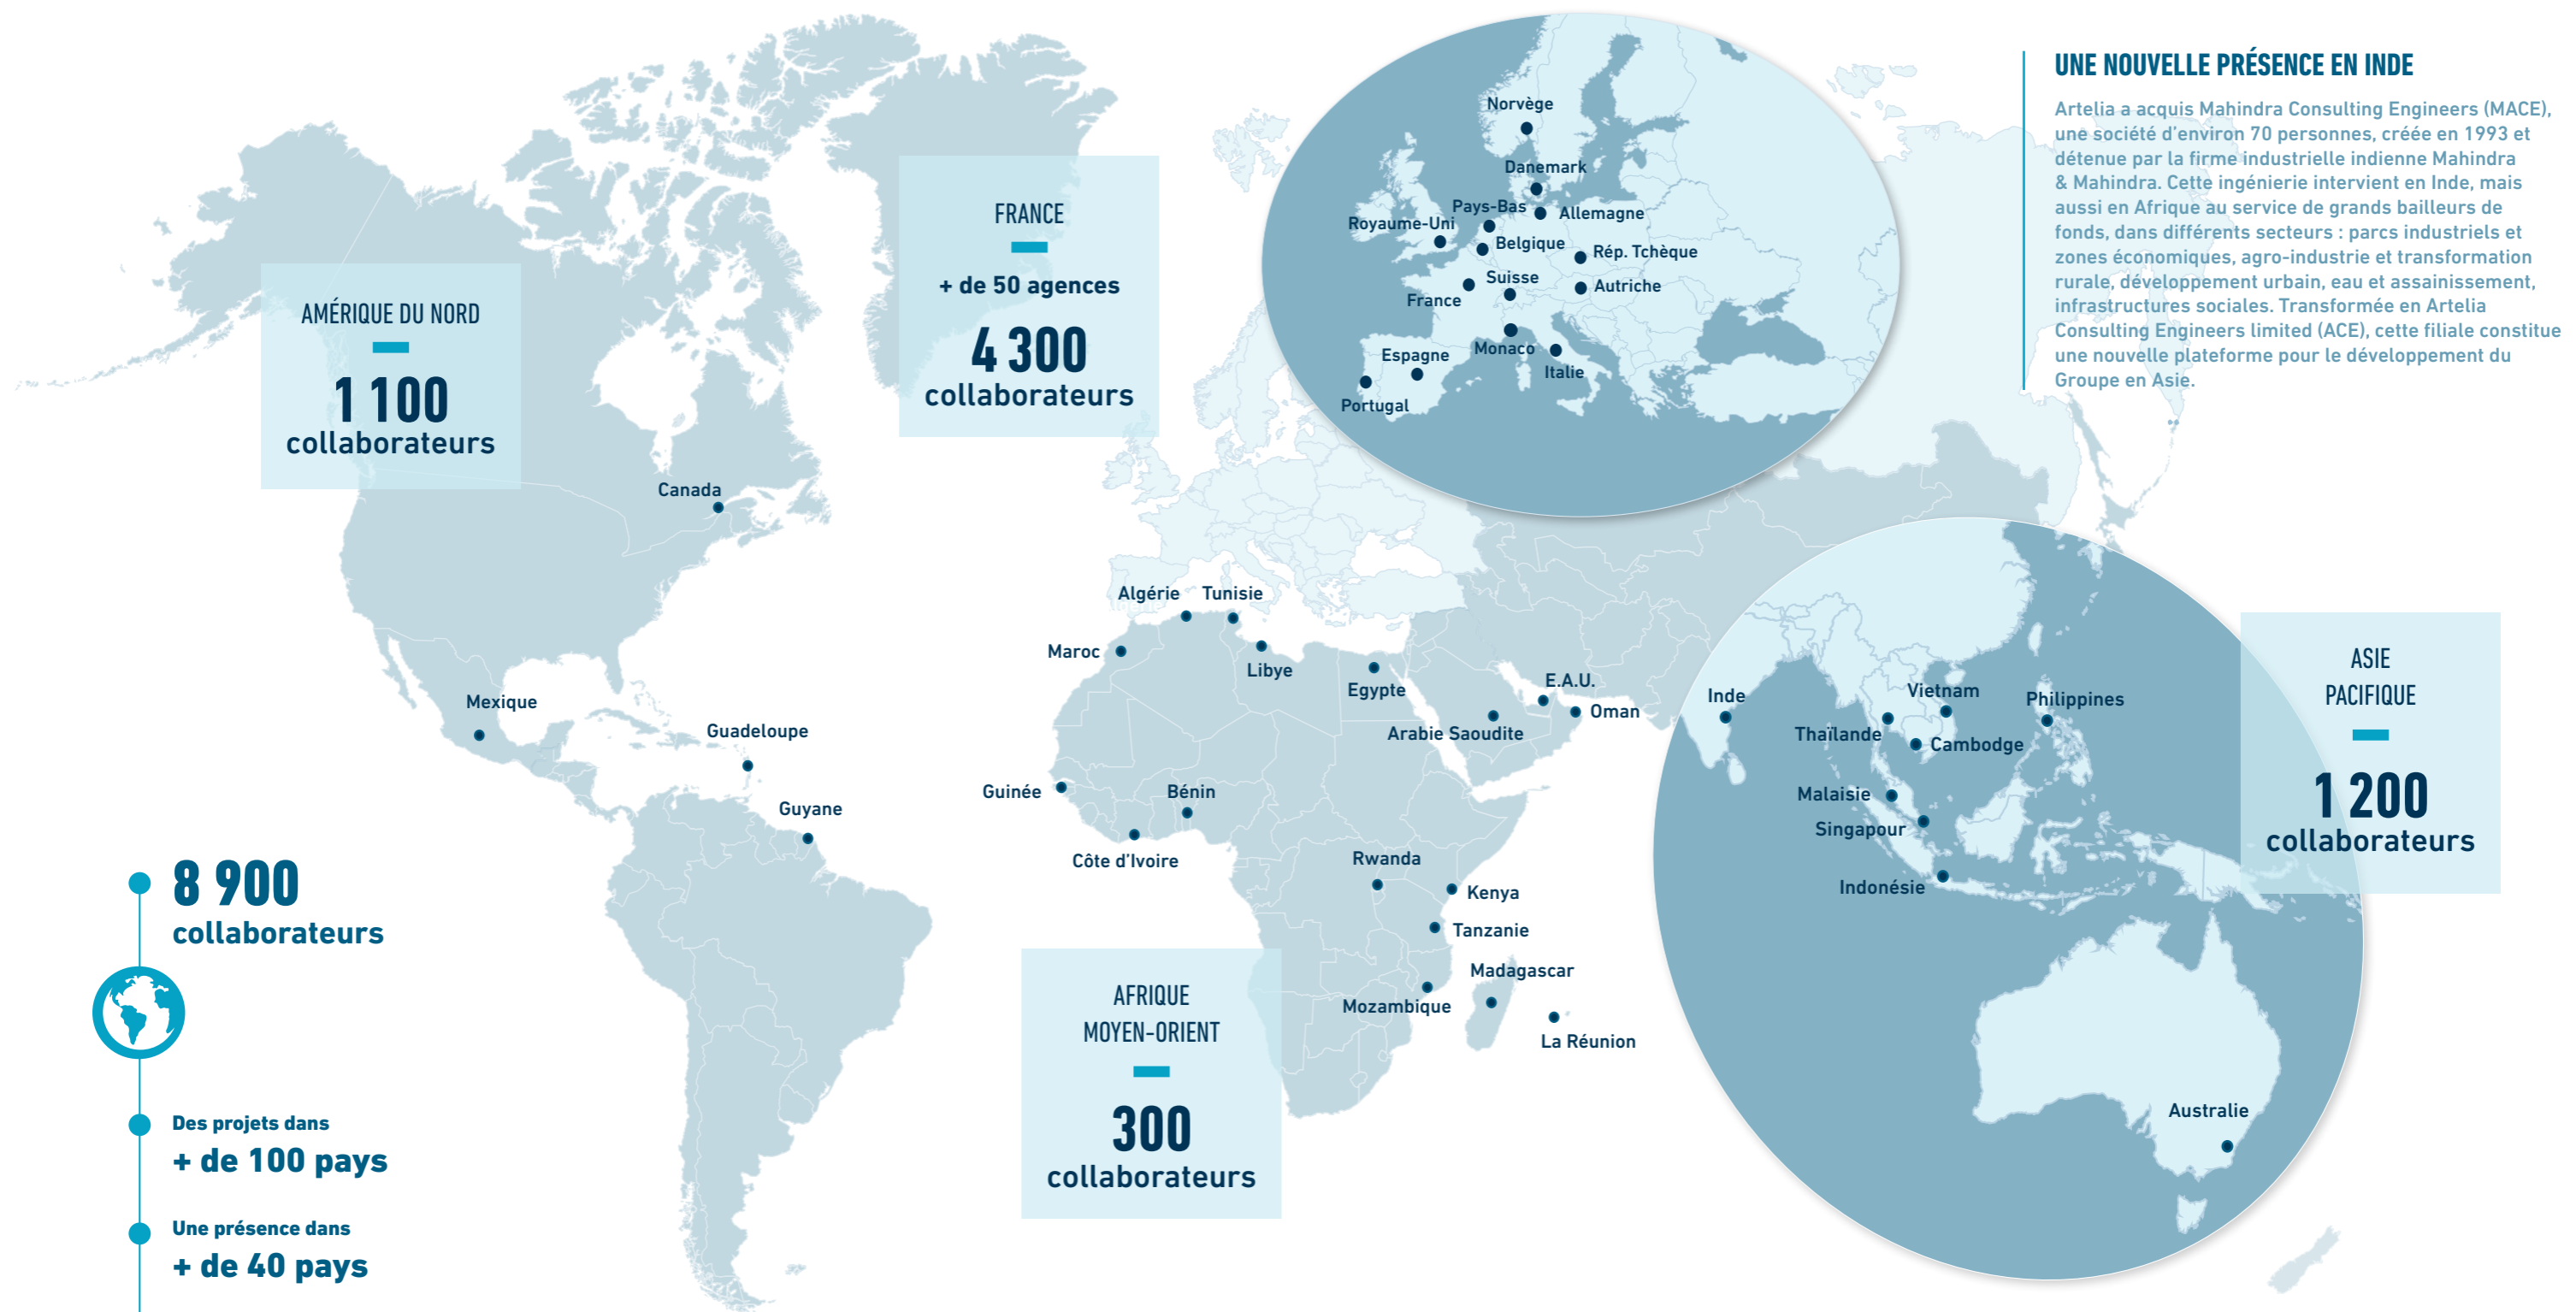 UNE NOUVELLE PRÉSENCE EN INDE
Artelia a acquis Mahindra Consulting Engineers (MACE),
une société d'environ 70 personnes, créée en 1993 et
détenue par la firme industrielle indienne Mahindra
& Mahindra. Cette ingénierie intervient en Inde, mais
aussi en Afrique au service de grands bailleurs de
fonds, dans différents secteurs : parcs industriels et
zones économiques, agro-industrie et transformation
rurale, développement urbain, eau et assainissement,
infrastructures sociales. Transformée en Artelia
Consulting Engineers limited (ACE), cette filiale constitue
une nouvelle plateforme pour le développement du
Groupe en Asie.
AMÉRIQUE DU NORD
1 100
collaborateurs
FRANCE
+ de 50 agences
4 300
collaborateurs
Norvège
Danemark
Pays-Bas
Allemagne
Royaume-Uni
Belgique
Rép. Tchèque
Suisse
Autriche
France
Monaco
Espagne
Italie
Portugal
Canada
Mexique
Guadeloupe
Guyane
Algérie
Tunisie
Maroc
Libye
Egypte
E.A.U.
Oman
Arabie Saoudite
Guinée
Bénin
Côte d'Ivoire
Rwanda
Kenya
Tanzanie
Madagascar
Mozambique
La Réunion
Inde
Vietnam
Philippines
Thaïlande
Cambodge
Malaisie
Singapour
Indonésie
Australie
ASIE
PACIFIQUE
1 200
collaborateurs
AFRIQUE
MOYEN-ORIENT
300
collaborateurs
8 900
collaborateurs
Des projets dans
+ de 100 pays
Une présence dans
+ de 40 pays